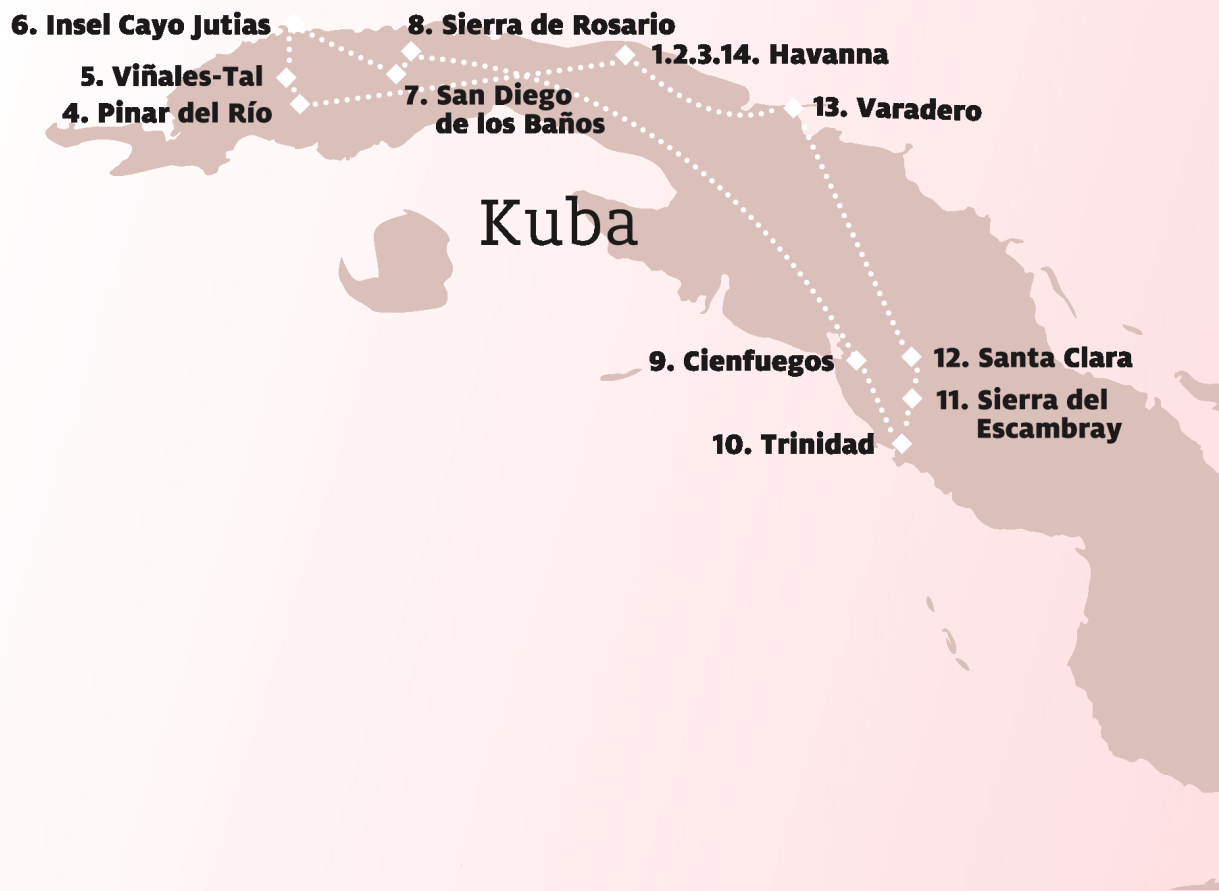 6. Insel Cayo Jutias
8. Sierra de Rosario
1.2.3.14. Havanna
5. Viñales-Tal
4. Pinar del Río
7. San Diego
de los Baños
13. Varadero
Kuba
9. Cienfuegos
12. Santa Clara
11. Sierra del
Escambray
10. Trinidad